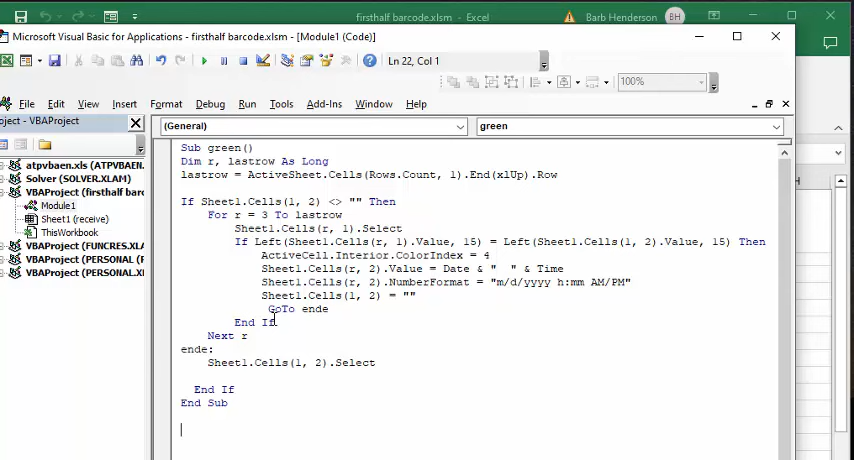 firsthalf barcode.xlsm - Excel
Barb Henderson
BH
Microsoft Visual Basic for Applications - firsthalf barcode.xlsm - [Module1 (Code)]
Ln 22, Col 1
100%
File Edit View Insert Format Debug Run Tools Add-Ins Window Help
oject - VBAProject
(General)
green
atpvbaen.xls (ATPVBAEN.
Solver (SOLVER.XLAM)
VBAProject (firsthalf barc
Module1
Sheet1 (receive)
ThisWorkbook
VBAProject (FUNCRES.XLA
VBAProject (PERSONAL (
VBAProject (PERSONAL.X
Sub green()
Dim r, lastrow As Long
lastrow = ActiveSheet.Cells(Rows.Count, 1).End(xlUp).Row
If Sheet1.Cells(1, 2) <> "" Then
For r = 3 To lastrow
Sheet1.Cells(r, 1).Select
If Left(Sheet1.Cells(r, 1).Value, 15) = Left(Sheet1.Cells(1, 2).Value, 15) Then
ActiveCell.Interior.ColorIndex = 4
Sheet1.Cells(r, 2).Value = Date & "  " & Time
Sheet1.Cells(r, 2).NumberFormat = "m/d/yyyy h:mm AM/PM"
Sheet1.Cells(1, 2) = ""
GoTo ende
End If
Next r
ende:
Sheet1.Cells(1, 2).Select
End If
End Sub
H